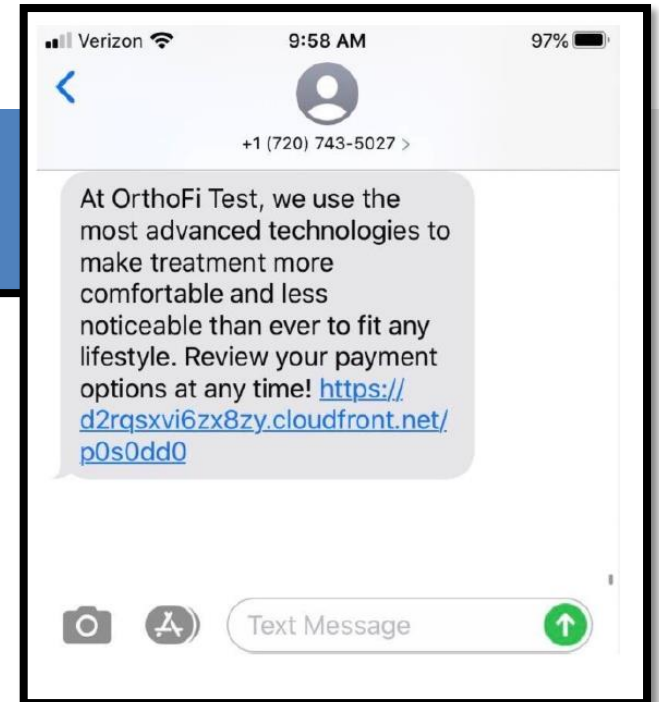 Verizon 9:58 AM 97%
+1 (720) 743-5027 >
At OrthoFi Test, we use the
most advanced technologies to
make treatment more
comfortable and less
noticeable than ever to fit any
lifestyle. Review your payment
options at any time! https://
d2rqsxvi6zx8zy.cloudfront.net/
p0s0dd0
Text Message